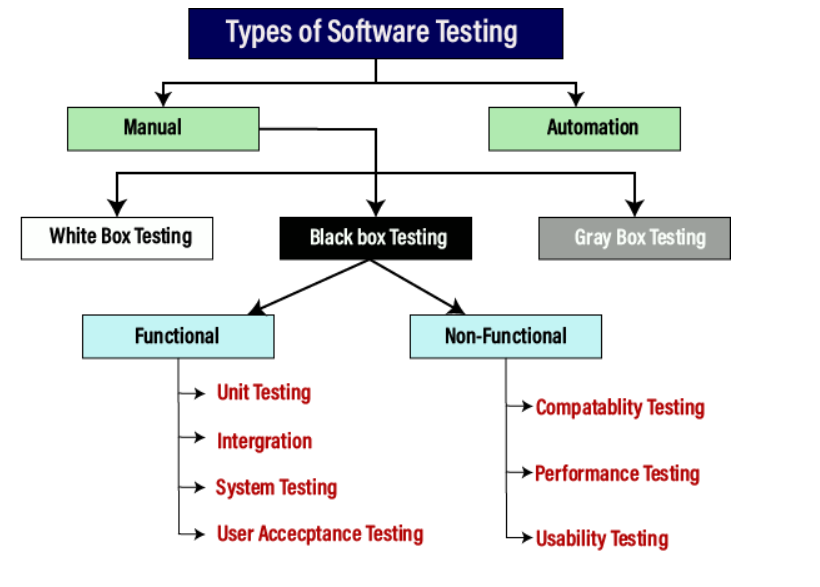 Types of Software Testing
Manual
Automation
White Box Testing
Black box Testing
Gray Box Testing
Functional
Non-Functional
Unit Testing
Intergration
System Testing
User Accecptance Testing
Compatablity Testing
Performance Testing
Usability Testing